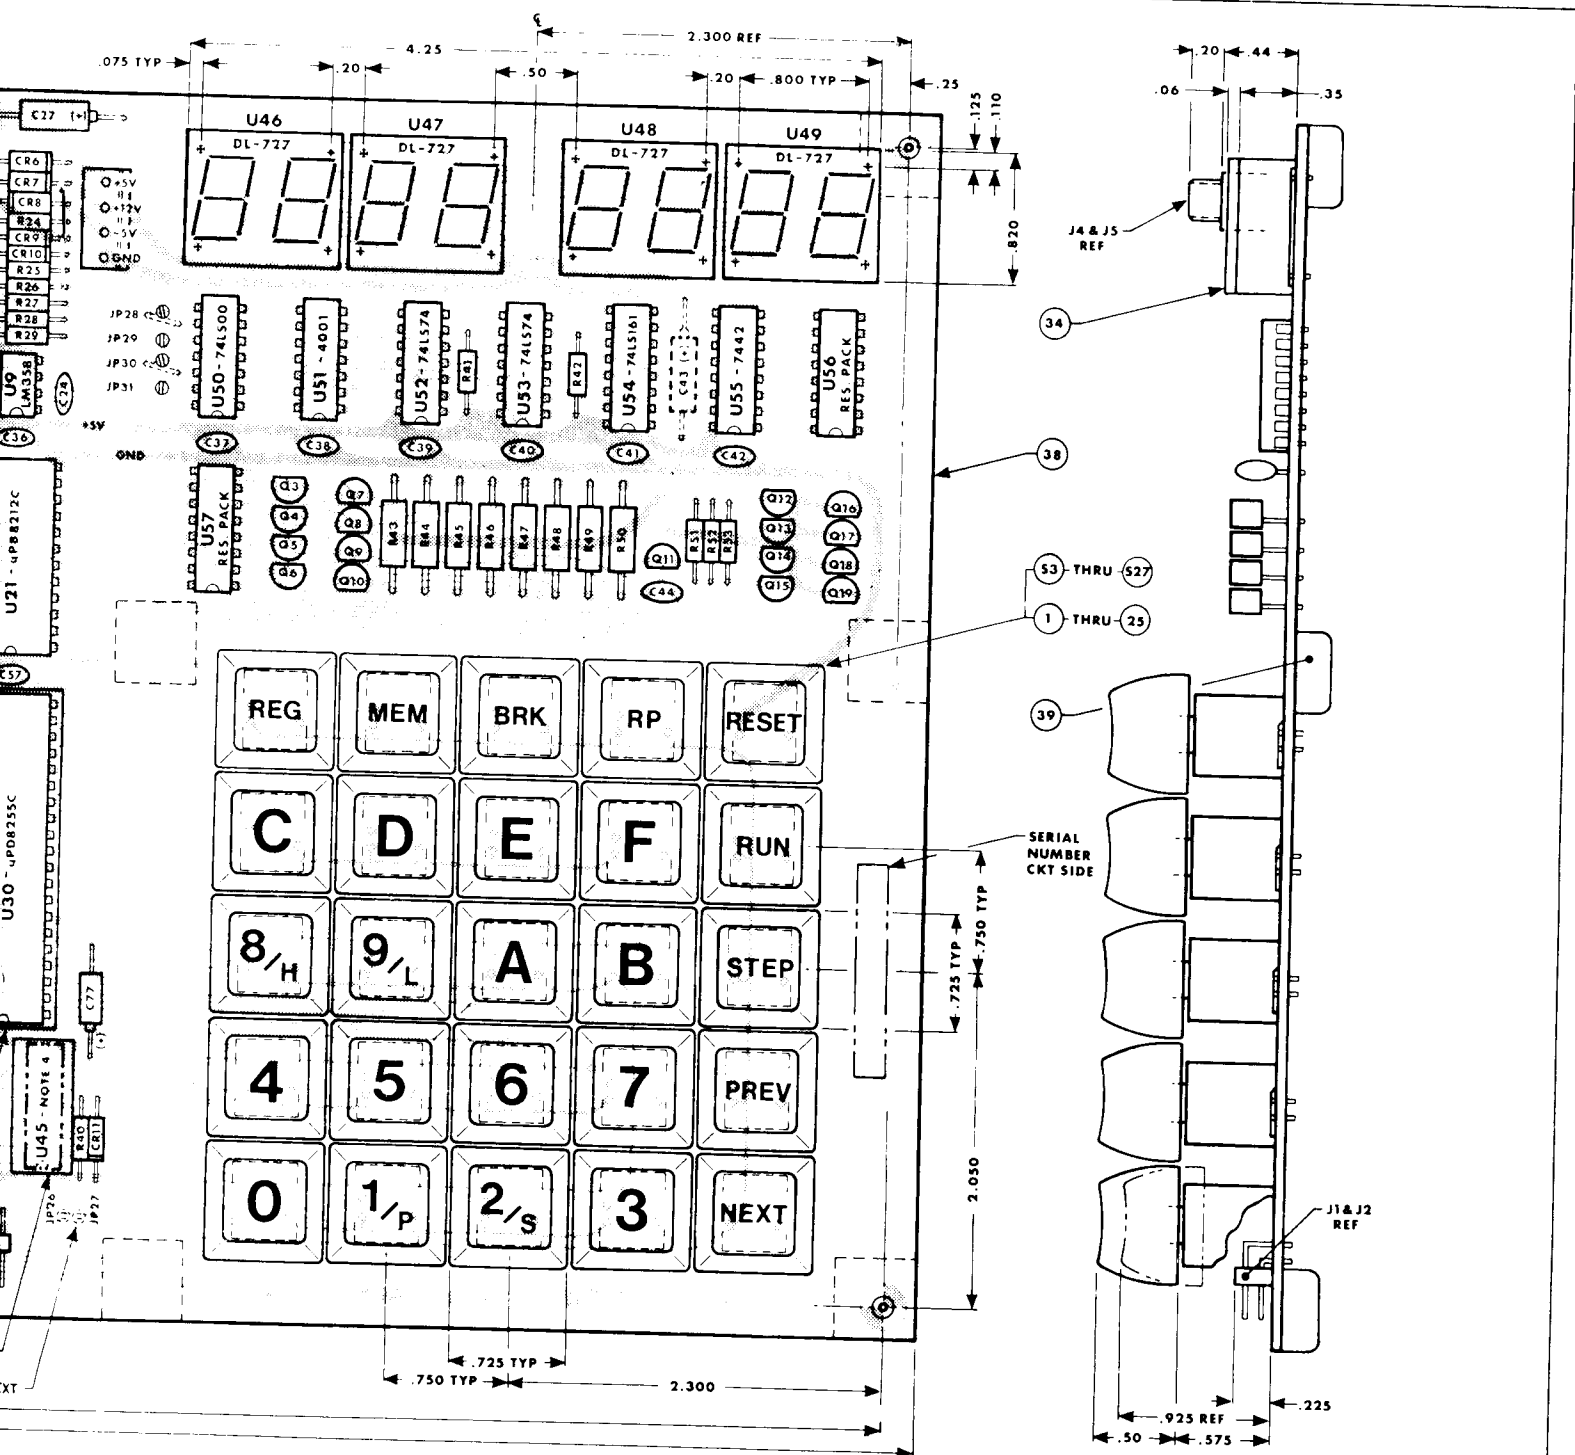 ℄
4.25
2.300 REF
.075 TYP
.20
.50
.20
.800 TYP
.25
.125
.110
.820
.20
.44
.06
.35
C27 (+)
U46
U47
U48
U49
DL-727
DL-727
DL-727
DL-727
CR6
CR7
CR8
R24
CR9
CR10
R25
R26
R27
R28
R29
+5V
+12V
-5V
GND
J4 & J5
REF
34
JP28
JP29
JP30
JP31
U9
LM358
C24
U50-74LS00
U51-4001
U52-74LS74
R41
U53-74LS74
R42
U54-74LS161
C43 (+)
U55-7442
U56
RES. PACK
C36
+5V
GND
C37
C38
C39
C40
C41
C42
38
U21-uPB8212C
U57
RES. PACK
Q3
Q4
Q5
Q6
Q7
Q8
Q9
Q10
R43
R44
R45
R46
R47
R48
R49
R50
Q11
C44
R51
R52
R53
Q12
Q13
Q14
Q15
Q16
Q17
Q18
Q19
S3 THRU S27
1 THRU 25
C57
REG
MEM
BRK
RP
RESET
39
C
D
E
F
RUN
SERIAL
NUMBER
CKT SIDE
U30-uPD8255C
8/H
9/L
A
B
STEP
.725 TYP
.750 TYP
C77
(+)
4
5
6
7
PREV
U45-NOTE 4
R40
CR11
2.050
0
1/P
2/S
3
NEXT
JP26
JP27
J1 & J2
REF
.725 TYP
.750 TYP
2.300
EXT
.225
.925 REF
.50
.575